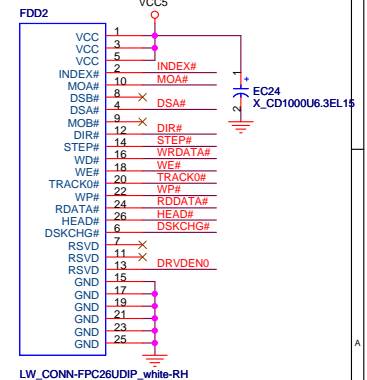 VCC5
FDD2
VCC 1
VCC 3
VCC 5
INDEX# 2 INDEX#
MOA# 10 MOA#
DSB# 8
DSA# 4 DSA#
MOB# 9
DIR# 12 DIR#
STEP# 14 STEP#
WD# 16 WRDATA#
WE# 18 WE#
TRACK0# 20 TRACK0#
WP# 22 WP#
RDATA# 24 RDDATA#
HEAD# 26 HEAD#
DSKCHG# 6 DSKCHG#
RSVD 7
RSVD 11
RSVD 13 DRVDEN0
GND 15
GND 17
GND 19
GND 21
GND 23
GND 25
LW_CONN-FPC26UDIP_white-RH
1
+
EC24
X_CD1000U6.3EL15
2
A